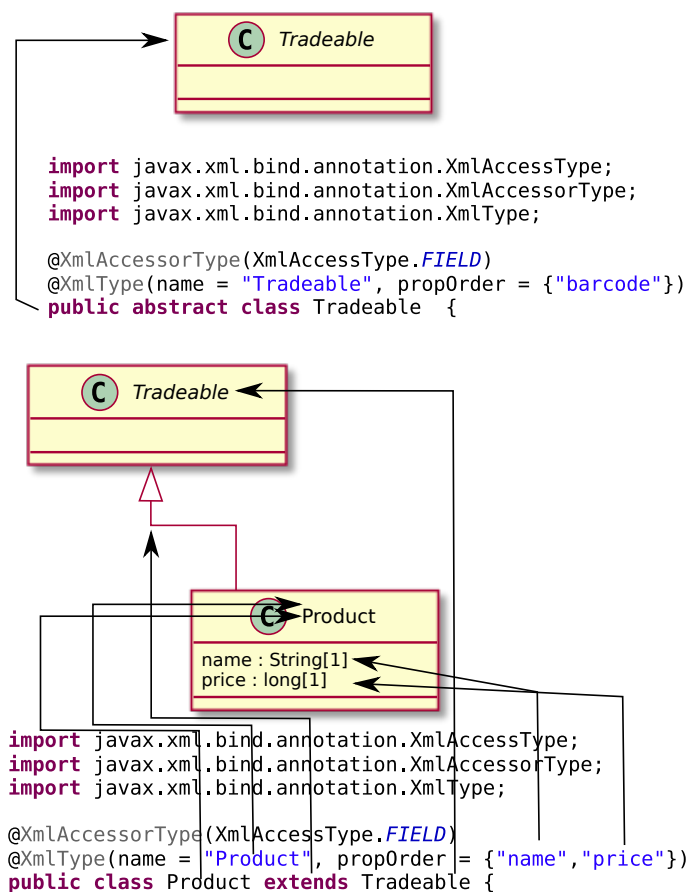 C Tradeable
import javax.xml.bind.annotation.XmlAccessType;
import javax.xml.bind.annotation.XmlAccessorType;
import javax.xml.bind.annotation.XmlType;
@XmlAccessorType(XmlAccessType.FIELD)
@XmlType(name = "Tradeable", propOrder = {"barcode"})
public abstract class Tradeable {
C Tradeable
C Product
name : String[1]
price : long[1]
import javax.xml.bind.annotation.XmlAccessType;
import javax.xml.bind.annotation.XmlAccessorType;
import javax.xml.bind.annotation.XmlType;
@XmlAccessorType(XmlAccessType.FIELD)
@XmlType(name = "Product", propOrder = {"name","price"})
public class Product extends Tradeable {